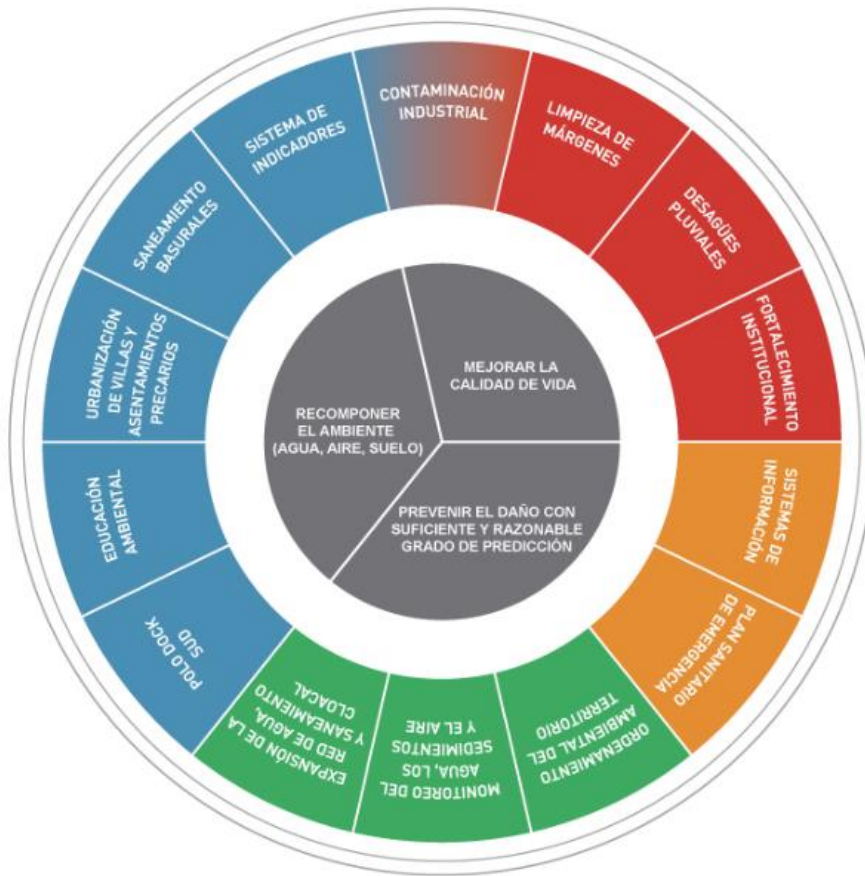 CONTAMINACIÓN
INDUSTRIAL
LIMPIEZA DE
MÁRGENES
DESAGÜES
PLUVIALES
FORTALECIMIENTO
INSTITUCIONAL
SISTEMAS DE
INFORMACIÓN
PLAN SANITARIO
DE EMERGENCIA
ORDENAMIENTO
AMBIENTAL DEL
TERRITORIO
MONITOREO DEL
AGUA, LOS
SEDIMENTOS
Y EL AIRE
EXPANSIÓN DE LA
RED DE AGUA,
Y SANEAMIENTO
CLOACAL
POLO DOCK
SUD
EDUCACIÓN
AMBIENTAL
URBANIZACIÓN
DE VILLAS Y
ASENTAMIENTOS
PRECARIOS
SANEAMIENTO
BASURALES
SISTEMA DE
INDICADORES
MEJORAR LA
CALIDAD DE VIDA
RECOMPONER
EL AMBIENTE
(AGUA, AIRE, SUELO)
PREVENIR EL DAÑO CON
SUFICIENTE Y RAZONABLE
GRADO DE PREDICCIÓN